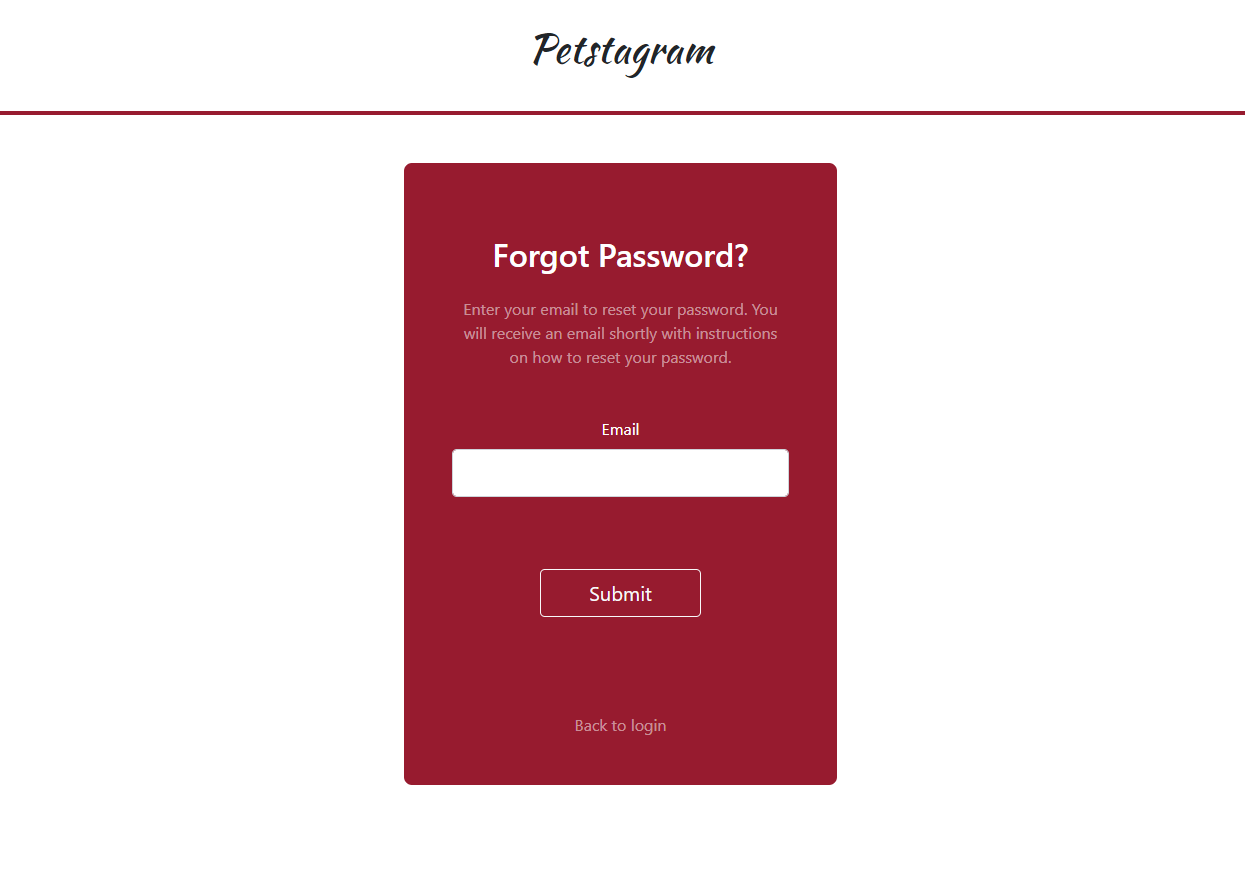 Petstagram
Forgot Password?
Enter your email to reset your password. You
will receive an email shortly with instructions
on how to reset your password.
Email
Submit
Back to login